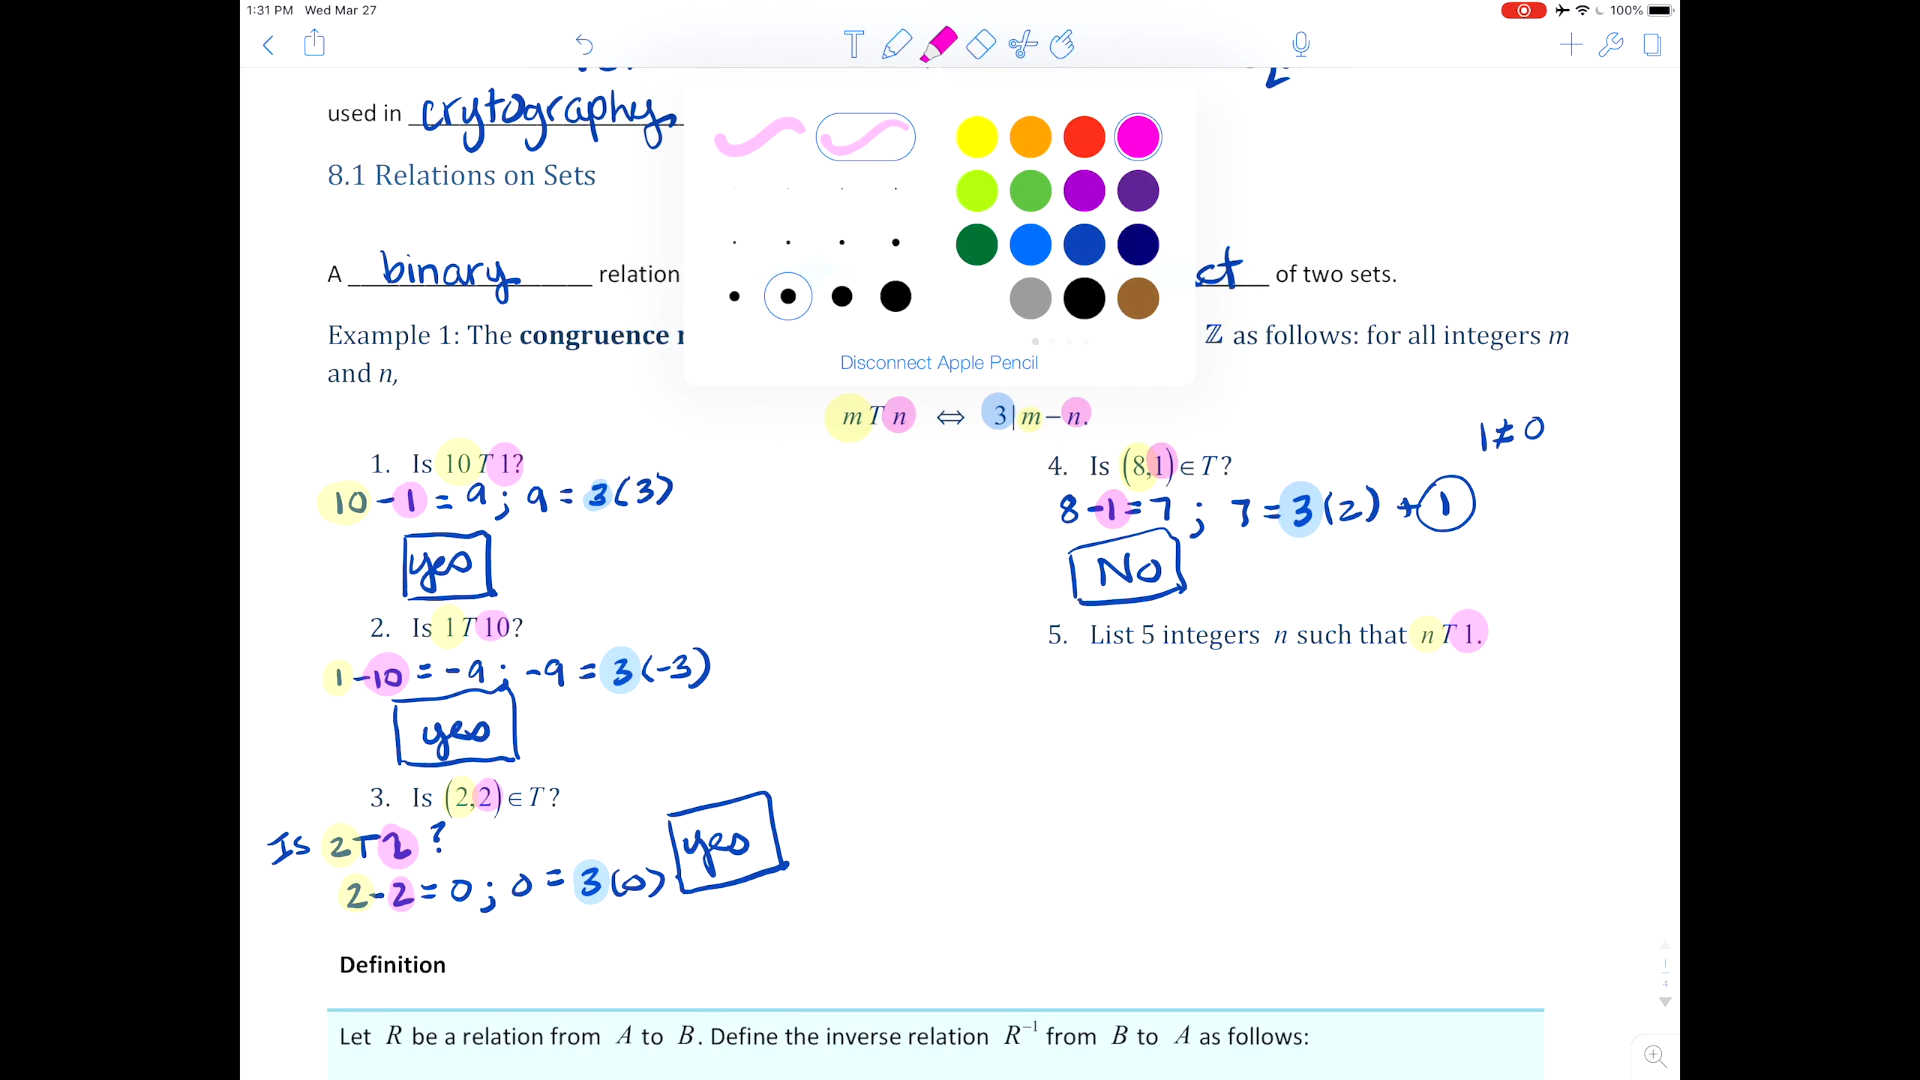 1:31 PM Wed Mar 27
100%
T
used in crytography
8.1 Relations on Sets
A binary relation ct of two sets.
Disconnect Apple Pencil
Example 1: The congruence ℤ as follows: for all integers m
and n,
m T n ⇔ 3|m−n.
1≠0
1. Is 10 T 1?
10 - 1 = 9 ; 9 = 3(3)
yes
2. Is 1 T 10?
1 - 10 = -9 ; -9 = 3(-3)
yes
3. Is (2,2) ∈ T?
Is 2T2 ?
2-2 = 0 ; 0 = 3(0)
yes
4. Is (8,1) ∈ T?
8-1 = 7 ; 7 = 3(2) + 1
No
5. List 5 integers n such that n T 1.
Definition
Let R be a relation from A to B. Define the inverse relation R⁻¹ from B to A as follows:
1
4